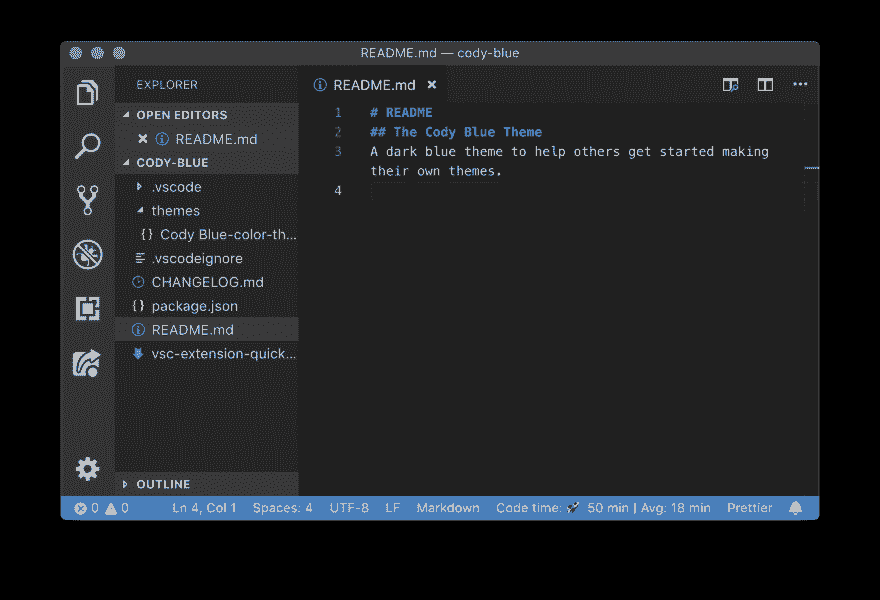 README.md — cody-blue
EXPLORER
OPEN EDITORS
README.md
CODY-BLUE
.vscode
themes
{} Cody Blue-color-th...
.vscodeignore
CHANGELOG.md
{} package.json
README.md
vsc-extension-quick...
OUTLINE
README.md
1 # README
2 ## The Cody Blue Theme
3 A dark blue theme to help others get started making
their own themes.
4
0 0 Ln 4, Col 1 Spaces: 4 UTF-8 LF Markdown Code time: 🚀 50 min | Avg: 18 min Prettier